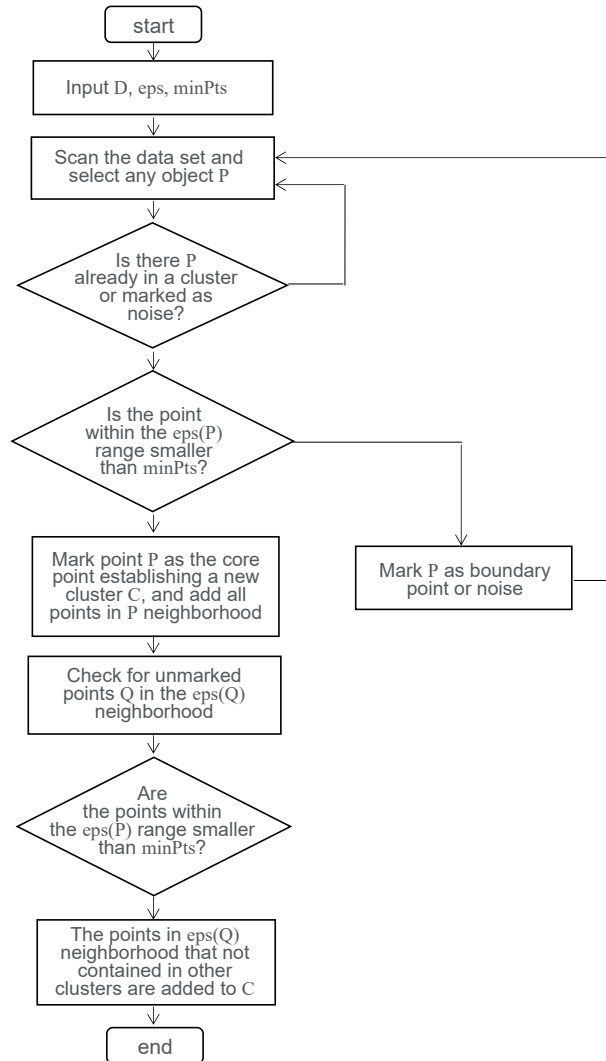 start
Input D, eps, minPts
Scan the data set and
select any object P
Is there P
already in a cluster
or marked as
noise?
Is the point
within the eps(P)
range smaller
than minPts?
Mark point P as the core
point establishing a new
cluster C, and add all
points in P neighborhood
Mark P as boundary
point or noise
Check for unmarked
points Q in the eps(Q)
neighborhood
Are
the points within
the eps(P) range smaller
than minPts?
The points in eps(Q)
neighborhood that not
contained in other
clusters are added to C
end